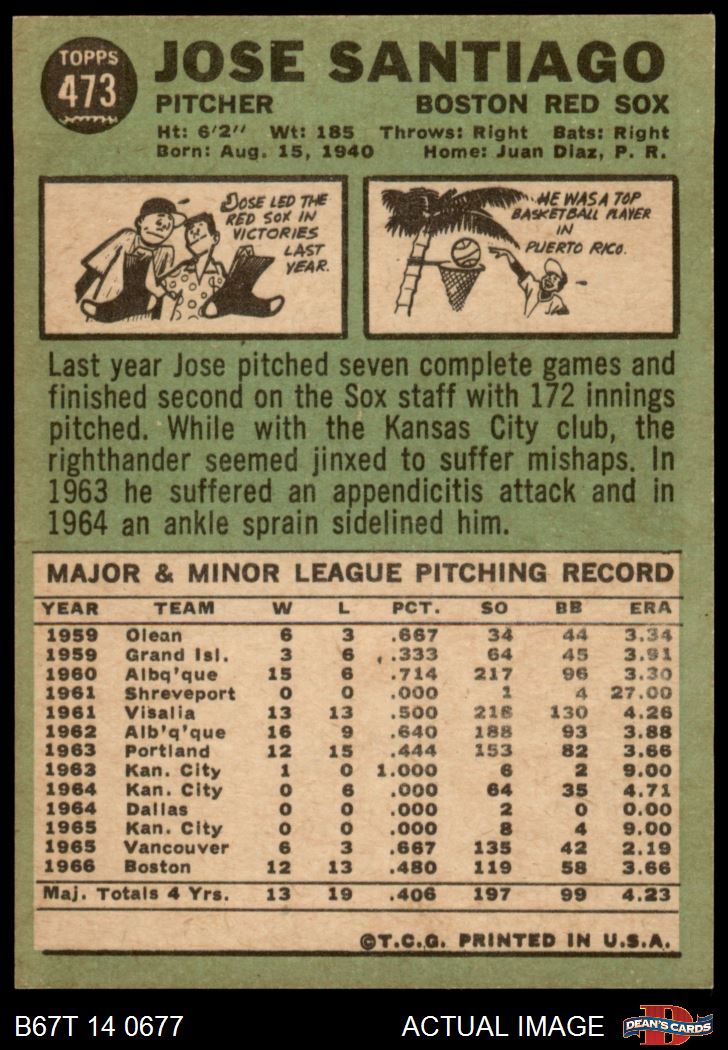 TOPPS
473
JOSE SANTIAGO
PITCHER BOSTON RED SOX
Ht: 6'2" Wt: 185 Throws: Right Bats: Right
Born: Aug. 15, 1940 Home: Juan Diaz, P. R.
JOSE LED THE
RED SOX IN
VICTORIES
LAST
YEAR.
HE WAS A TOP
BASKETBALL PLAYER
IN
PUERTO RICO.
Last year Jose pitched seven complete games and
finished second on the Sox staff with 172 innings
pitched. While with the Kansas City club, the
righthander seemed jinxed to suffer mishaps. In
1963 he suffered an appendicitis attack and in
1964 an ankle sprain sidelined him.
MAJOR & MINOR LEAGUE PITCHING RECORD
YEAR TEAM W L PCT. SO BB ERA
1959 Olean 6 3 .667 34 44 3.34
1959 Grand Isl. 3 6 .333 64 45 3.91
1960 Albq'que 15 6 .714 217 96 3.30
1961 Shreveport 0 0 .000 1 4 27.00
1961 Visalia 13 13 .500 218 130 4.26
1962 Alb'q'que 16 9 .640 188 93 3.88
1963 Portland 12 15 .444 153 82 3.66
1963 Kan. City 1 0 1.000 6 2 9.00
1964 Kan. City 0 6 .000 64 35 4.71
1964 Dallas 0 0 .000 2 0 0.00
1965 Kan. City 0 0 .000 8 4 9.00
1965 Vancouver 6 3 .667 135 42 2.19
1966 Boston 12 13 .480 119 58 3.66
Maj. Totals 4 Yrs. 13 19 .406 197 99 4.23
©T.C.G. PRINTED IN U.S.A.
B67T 14 0677 ACTUAL IMAGE
D
DEAN'S CARDS